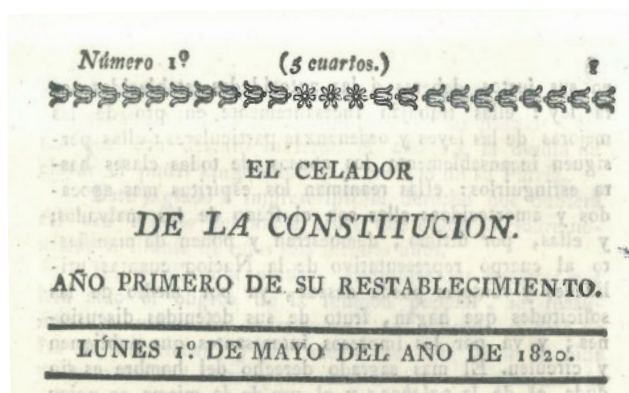 Número 1º (5 cuartos.)
EL CELADOR
DE LA CONSTITUCION.
AÑO PRIMERO DE SU RESTABLECIMIENTO.
LÚNES 1º. DE MAYO DEL AÑO DE 1820.